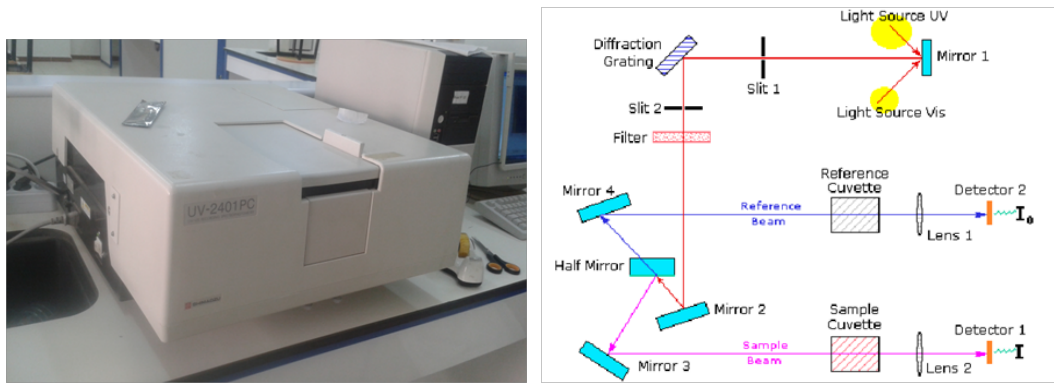 UV-2401PC
SHIMADZU
Light Source UV
Diffraction
Grating
Mirror 1
Slit 1
Light Source Vis
Slit 2
Filter
Mirror 4
Reference
Beam
Reference
Cuvette
Detector 2
I₀
Lens 1
Half Mirror
Mirror 2
Sample
Cuvette
Detector 1
Mirror 3
Sample
Beam
I
Lens 2